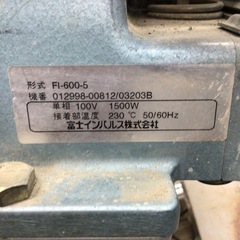 形式 FI-600-5
機番 012998-00812/03203B
単相 100V 1500W
接着部温度 230 ℃ 50/60Hz
富士インパルス株式会社